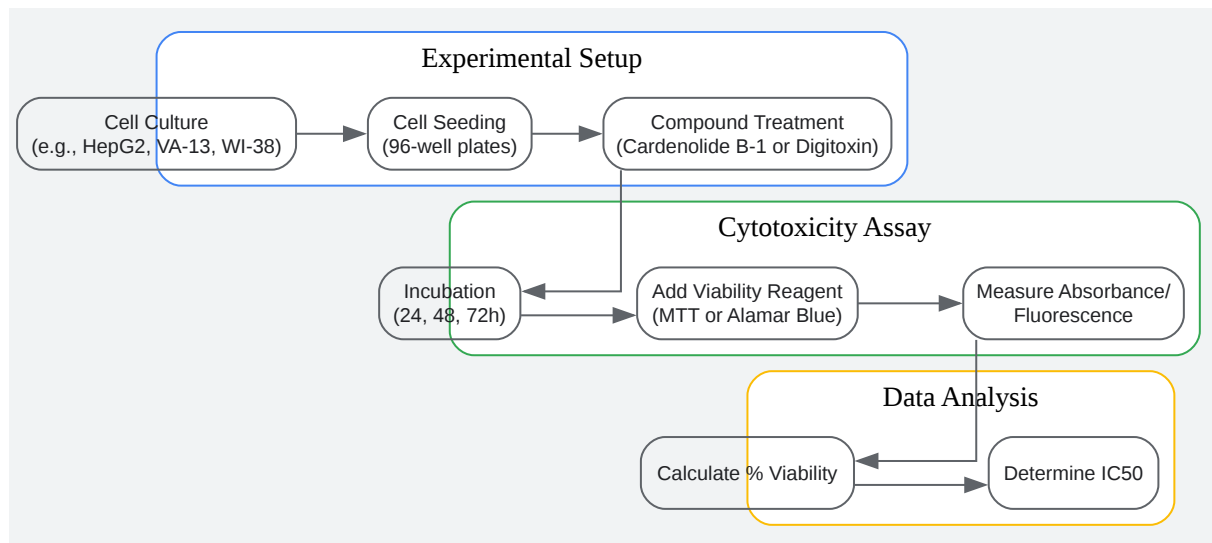 Experimental Setup
Cell Culture
(e.g., HepG2, VA-13, WI-38)
Cell Seeding
(96-well plates)
Compound Treatment
(Cardenolide B-1 or Digitoxin)
Cytotoxicity Assay
Incubation
(24, 48, 72h)
Add Viability Reagent
(MTT or Alamar Blue)
Measure Absorbance/
Fluorescence
Data Analysis
Calculate % Viability
Determine IC50